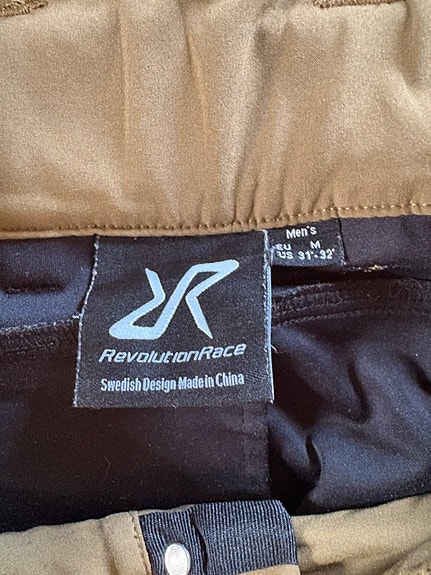 Men's
EU M
US 31'-32'
RevolutionRace
Swedish Design Made in China